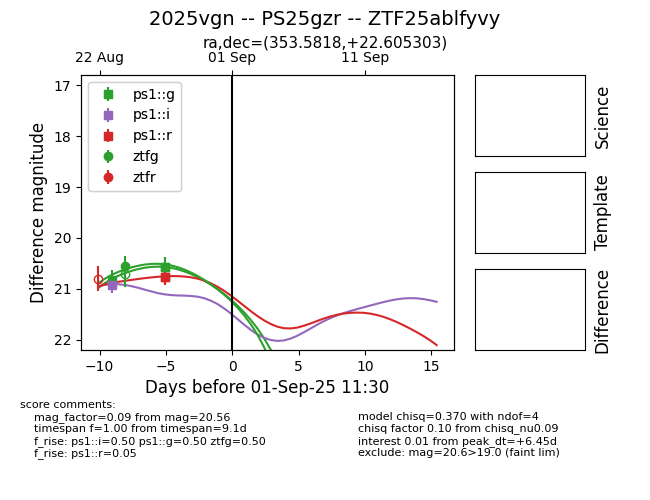 2025vgn -- PS25gzr -- ZTF25ablfyvy
ra,dec=(353.5818,+22.605303)
22 Aug 01 Sep 11 Sep
17
18
19
20
21
22
Difference magnitude
ps1::g
ps1::i
ps1::r
ztfg
ztfr
−10 −5 0 5 10 15
Days before 01-Sep-25 11:30
Science
Template
Difference
score comments:
mag_factor=0.09 from mag=20.56
timespan f=1.00 from timespan=9.1d
f_rise: ps1::i=0.50 ps1::g=0.50 ztfg=0.50
f_rise: ps1::r=0.05
model chisq=0.370 with ndof=4
chisq factor 0.10 from chisq_nu0.09
interest 0.01 from peak_dt=+6.45d
exclude: mag=20.6>19.0 (faint lim)